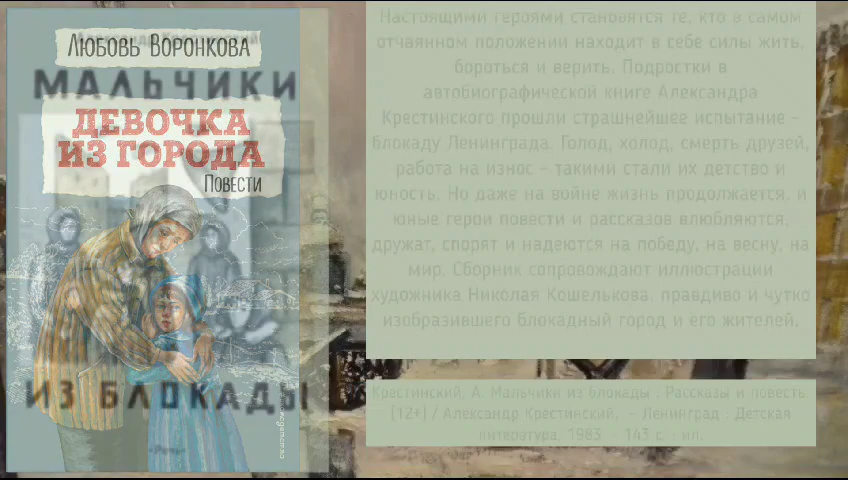 Любовь Воронкова
Александр Крестинский
МАЛЬЧИКИ
ДЕВОЧКА
ИЗ ГОРОДА
Повести
ИЗ БЛОКАДЫ
«Речь»
Настоящими героями становятся те, кто в самом
отчаянном положении находит в себе силы жить,
бороться и верить. Подростки в
автобиографической книге Александра
Крестинского прошли страшнейшее испытание –
блокаду Ленинграда. Голод, холод, смерть друзей,
работа на износ – такими стали их детство и
юность. Но даже на войне жизнь продолжается, и
юные герои повести и рассказов влюбляются,
дружат, спорят и надеются на победу, на весну, на
мир. Сборник сопровождают иллюстрации
художника Николая Кошелькова, правдиво и чутко
изобразившего блокадный город и его жителей.
Крестинский, А. Мальчики из блокады : Рассказы и повесть.
[12+] / Александр Крестинский. – Ленинград : Детская
литература, 1983. – 143 с. : ил.